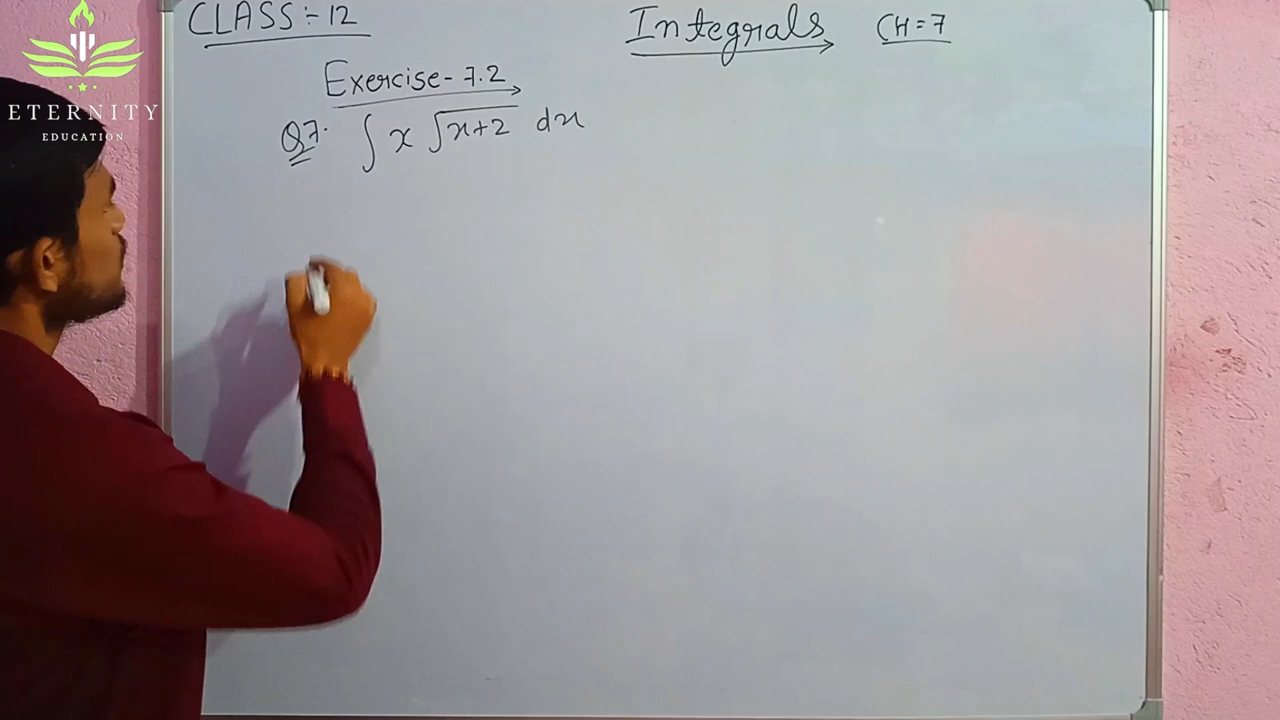 CLASS :- 12
Integrals CH = 7
ETERNITY
EDUCATION
Exercise - 7.2
Q7. ∫ x √x+2 dx